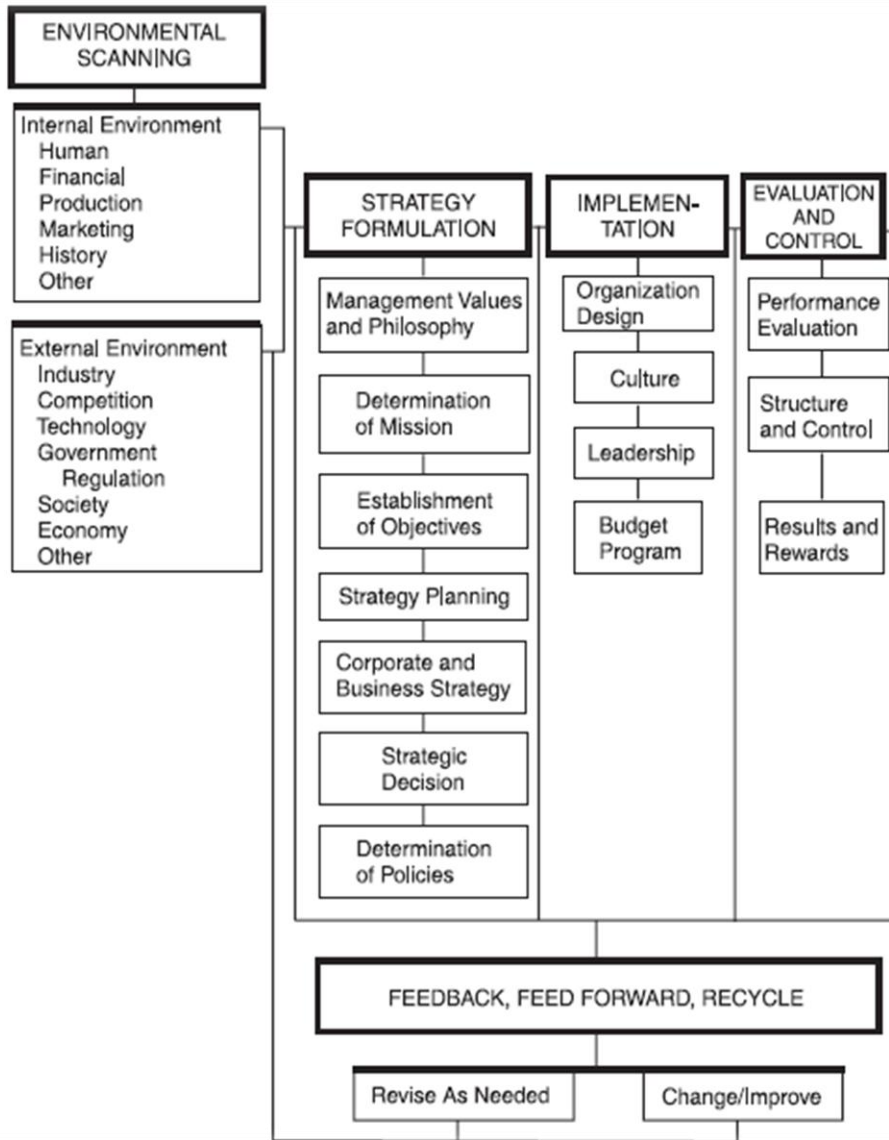 ENVIRONMENTAL
SCANNING
Internal Environment
Human
Financial
Production
Marketing
History
Other
External Environment
Industry
Competition
Technology
Government
Regulation
Society
Economy
Other
STRATEGY
FORMULATION
Management Values
and Philosophy
Determination
of Mission
Establishment
of Objectives
Strategy Planning
Corporate and
Business Strategy
Strategic
Decision
Determination
of Policies
IMPLEMEN-
TATION
Organization
Design
Culture
Leadership
Budget
Program
EVALUATION
AND
CONTROL
Performance
Evaluation
Structure
and Control
Results and
Rewards
FEEDBACK, FEED FORWARD, RECYCLE
Revise As Needed
Change/Improve